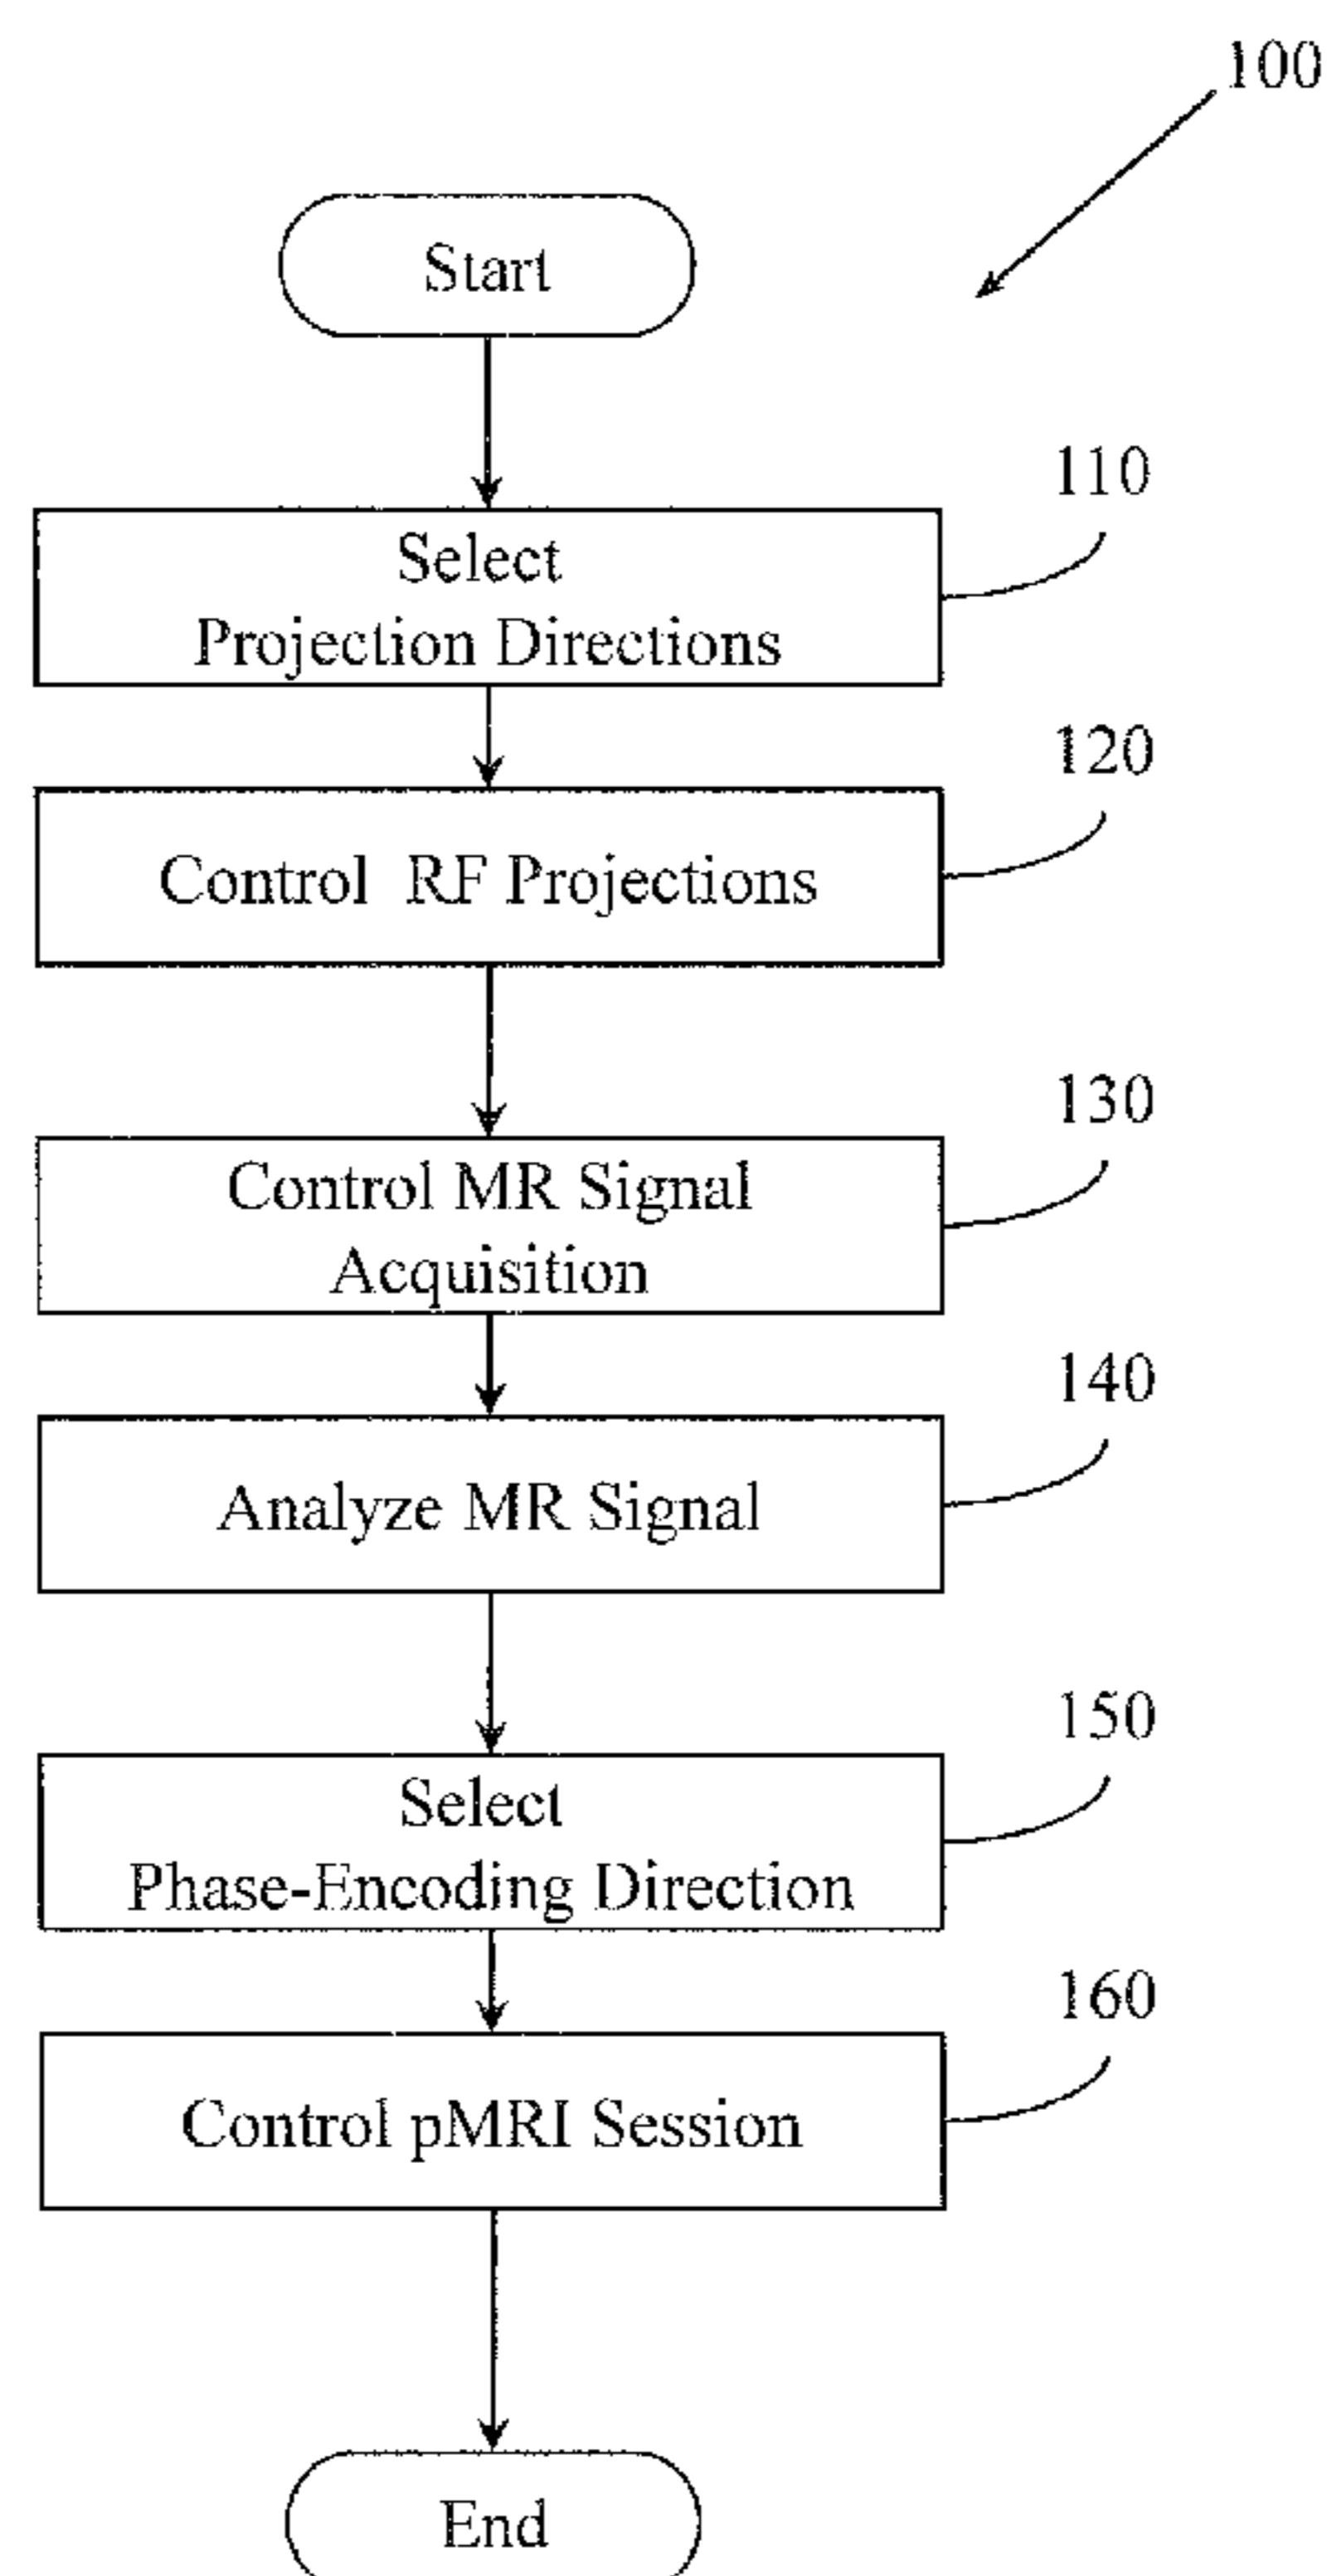 100
Start
110
Select
Projection Directions
120
Control RF Projections
130
Control MR Signal
Acquisition
140
Analyze MR Signal
150
Select
Phase-Encoding Direction
160
Control pMRI Session
End